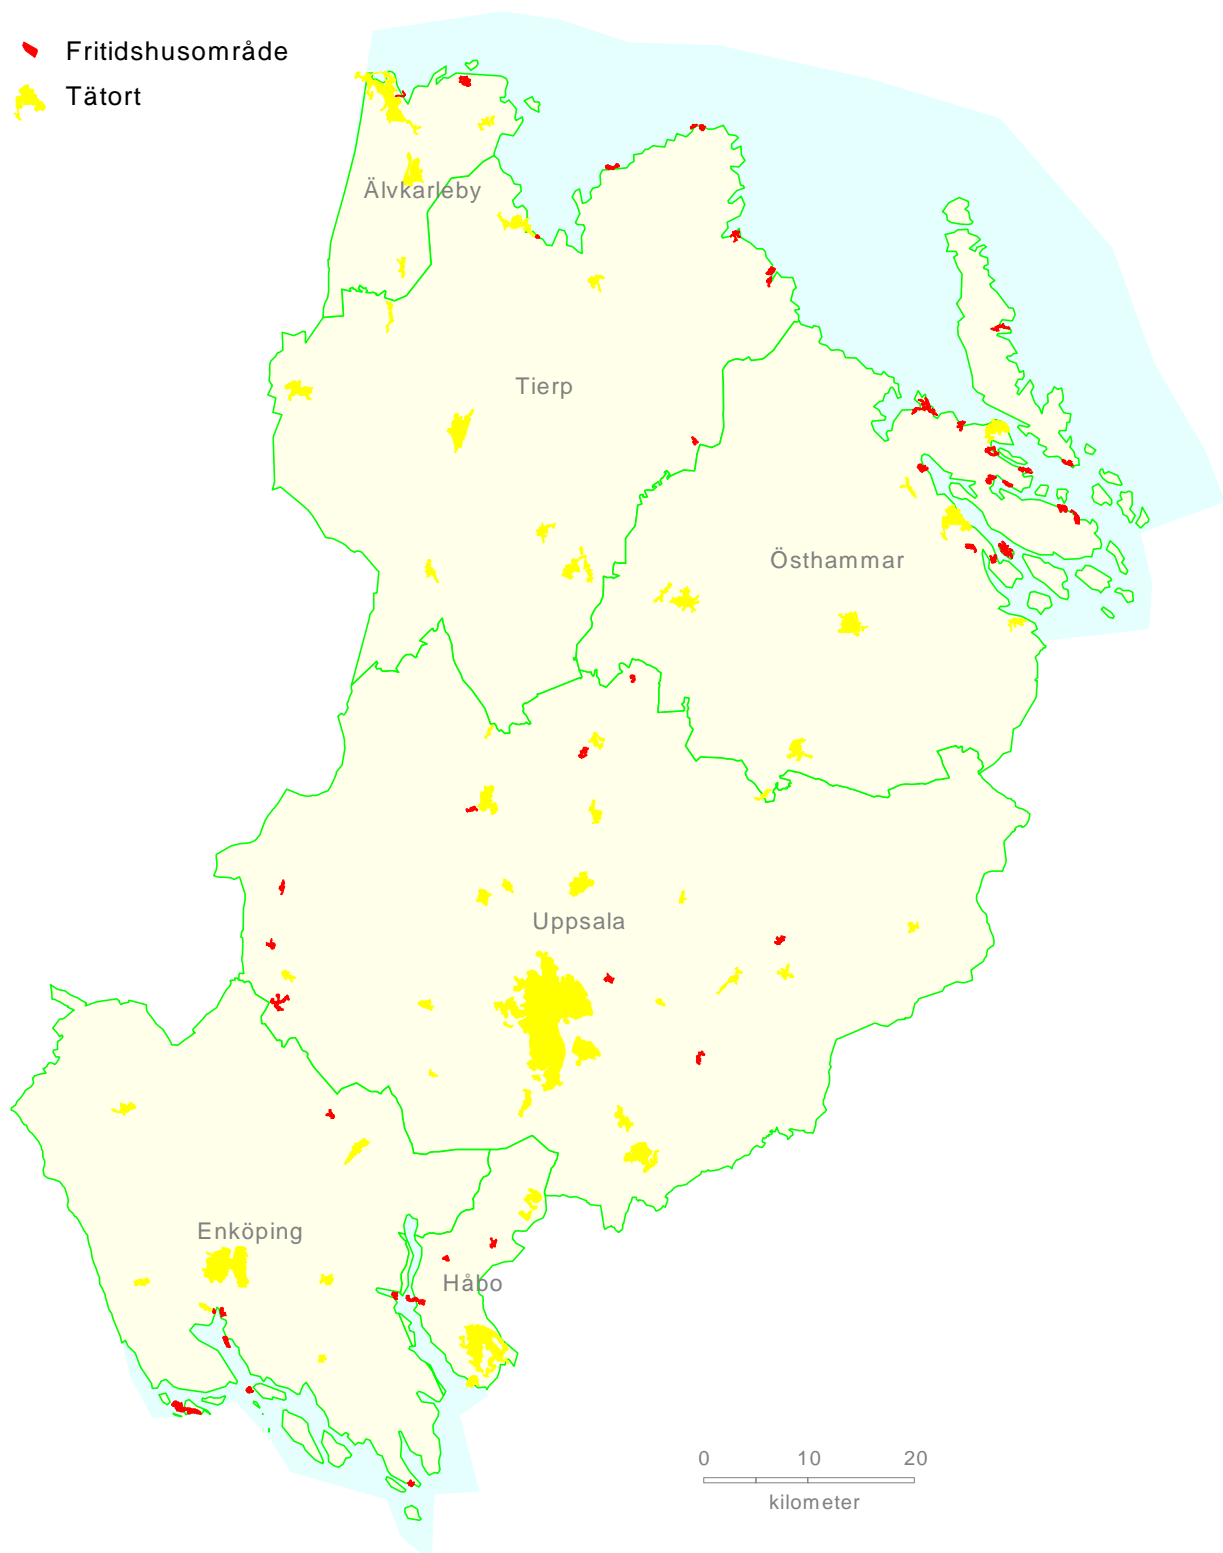 Fritidshusområde
Tätort
Älvkarleby
Tierp
Östhammar
Uppsala
Enköping
Håbo
0 10 20
kilometer